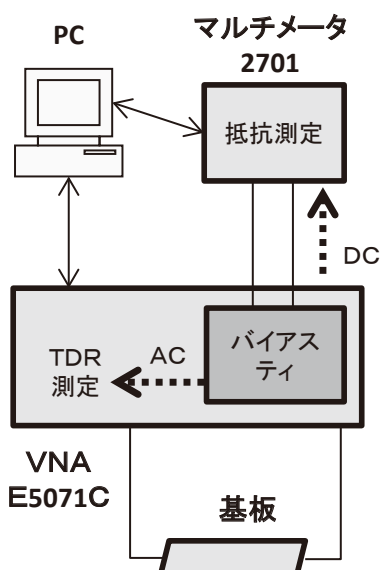 PC
マルチメータ
2701
抵抗測定
DC
バイアス
ティ
AC
TDR
測定
VNA
E5071C
基板